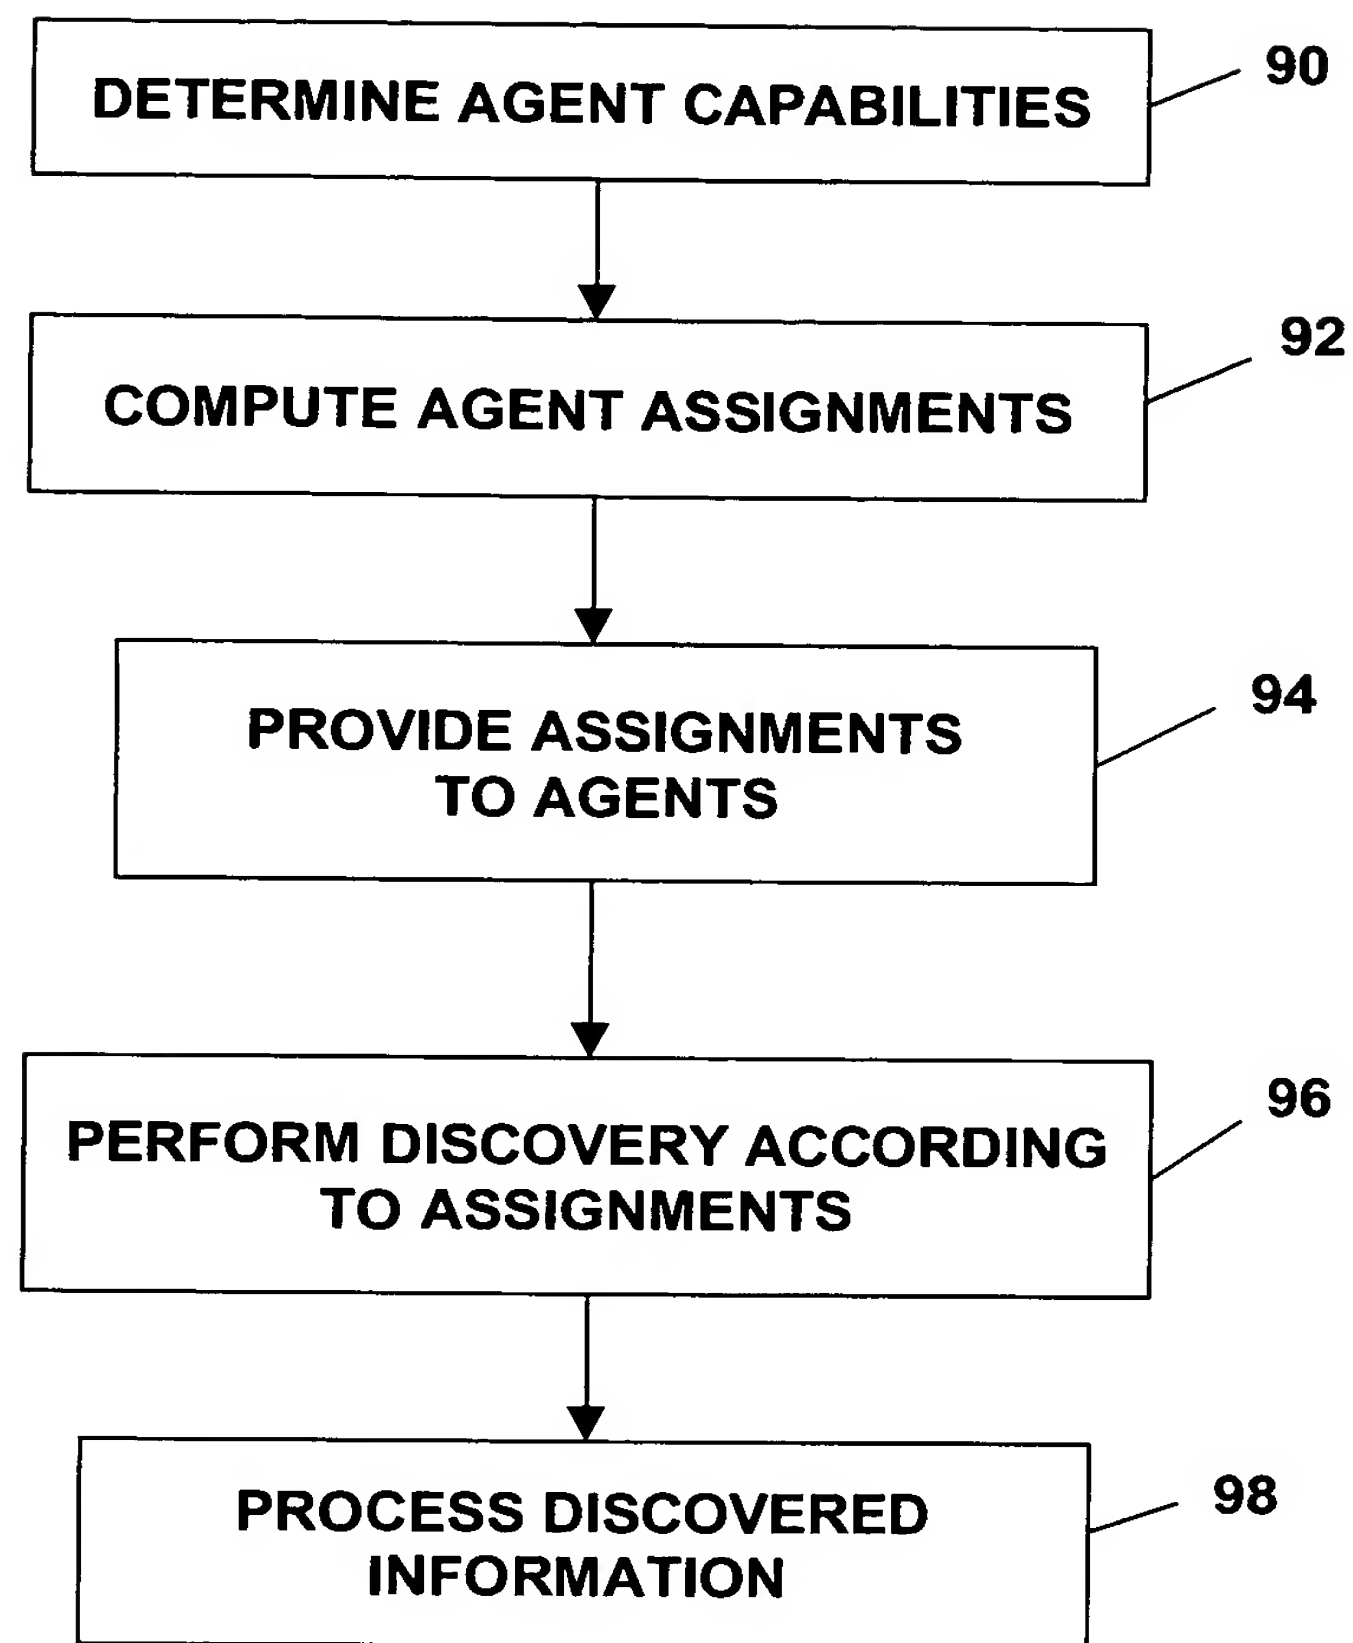 DETERMINE AGENT CAPABILITIES
90
COMPUTE AGENT ASSIGNMENTS
92
PROVIDE ASSIGNMENTS
TO AGENTS
94
PERFORM DISCOVERY ACCORDING
TO ASSIGNMENTS
96
PROCESS DISCOVERED
INFORMATION
98